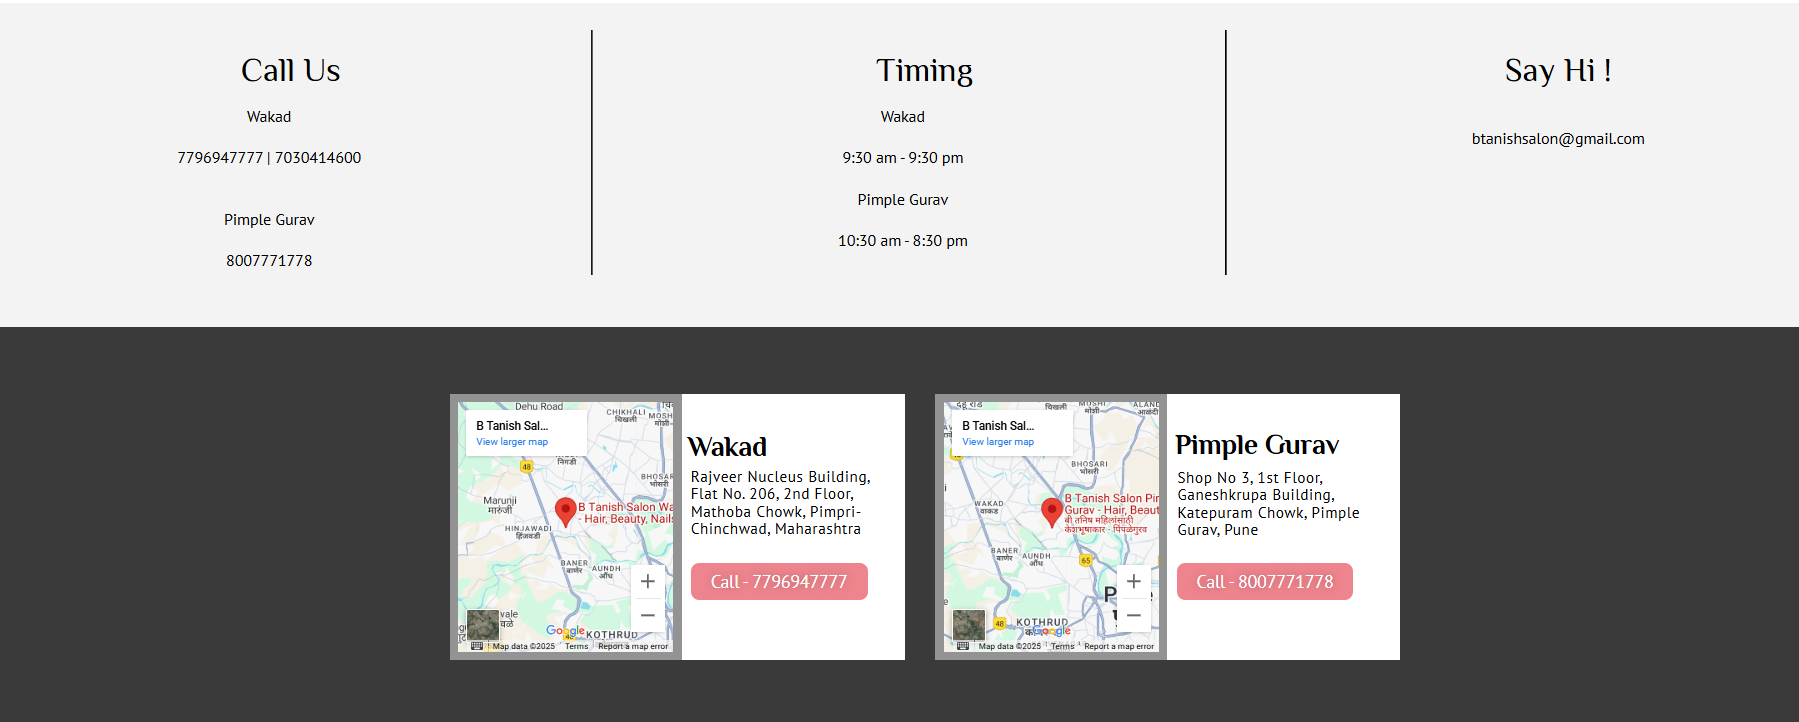 Call Us
Wakad
7796947777 | 7030414600
Pimple Gurav
8007771778
Timing
Wakad
9:30 am - 9:30 pm
Pimple Gurav
10:30 am - 8:30 pm
Say Hi !
btanishsalon@gmail.com
Dehu Road
CHIKHALI
चिखली
MOSH
मोशी
B Tanish Sal...
View larger map
निगडी
48
BHOSARI
भोसरी
Marunji
मारुंजी
B Tanish Salon Wa
- Hair, Beauty, Nails
HINJAWADI
हिंजवडी
BANER
बाणेर
AUNDH
औंध
KOTHRUD
Google
Map data ©2025 Terms Report a map error
Wakad
Rajveer Nucleus Building,
Flat No. 206, 2nd Floor,
Mathoba Chowk, Pimpri-
Chinchwad, Maharashtra
Call - 7796947777
चिखली
MOSHI
मोशी
ALAND
आळंदी
B Tanish Sal...
View larger map
BHOSARI
भोसरी
WAKAD
वाकड
B Tanish Salon Pim
Gurav - Hair, Beaut
बी तनिष महिलांसाठी
केशभूषाकार - पिंपळेगुरव
BANER
बाणेर
AUNDH
औंध
65
48
KOTHRUD
Google
Map data ©2025 Terms Report a map error
Pimple Gurav
Shop No 3, 1st Floor,
Ganeshkrupa Building,
Katepuram Chowk, Pimple
Gurav, Pune
Call - 8007771778